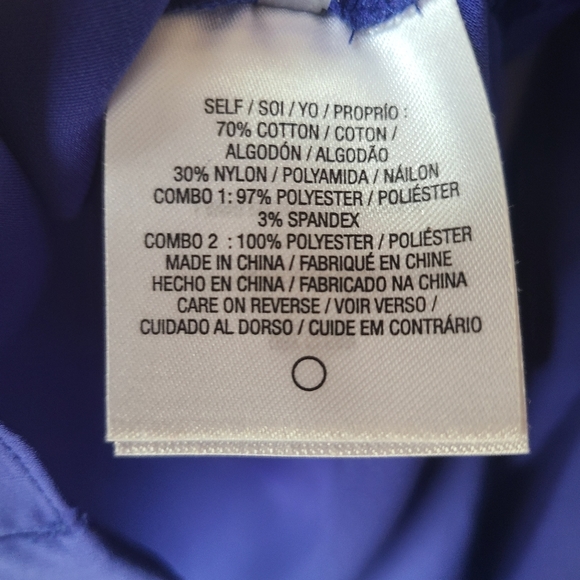 SELF / SOI / YO / PROPRÍO :
70% COTTON / COTON /
ALGODÓN / ALGODÃO
30% NYLON / POLYAMIDA / NÁILON
COMBO 1: 97% POLYESTER / POLIÉSTER
3% SPANDEX
COMBO 2 : 100% POLYESTER / POLIÉSTER
MADE IN CHINA / FABRIQUÉ EN CHINE
HECHO EN CHINA / FABRICADO NA CHINA
CARE ON REVERSE / VOIR VERSO /
CUIDADO AL DORSO / CUIDE EM CONTRÁRIO